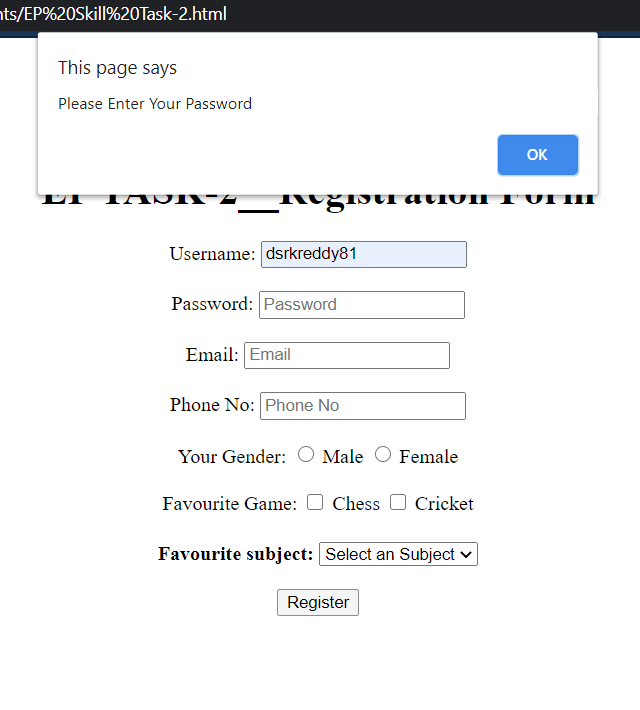 nts/EP%20Skill%20Task-2.html
This page says
Please Enter Your Password
OK
EP TASK-2__Registration Form
Username: dsrkreddy81
Password: Password
Email: Email
Phone No: Phone No
Your Gender: Male Female
Favourite Game: Chess Cricket
Favourite subject: Select an Subject
Register